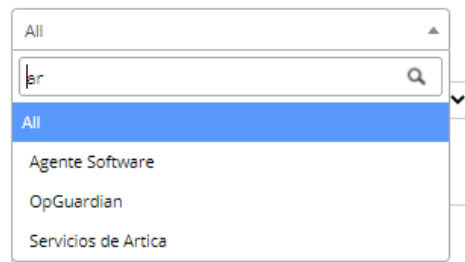 All
ar
All
Agente Software
OpGuardian
Servicios de Artica